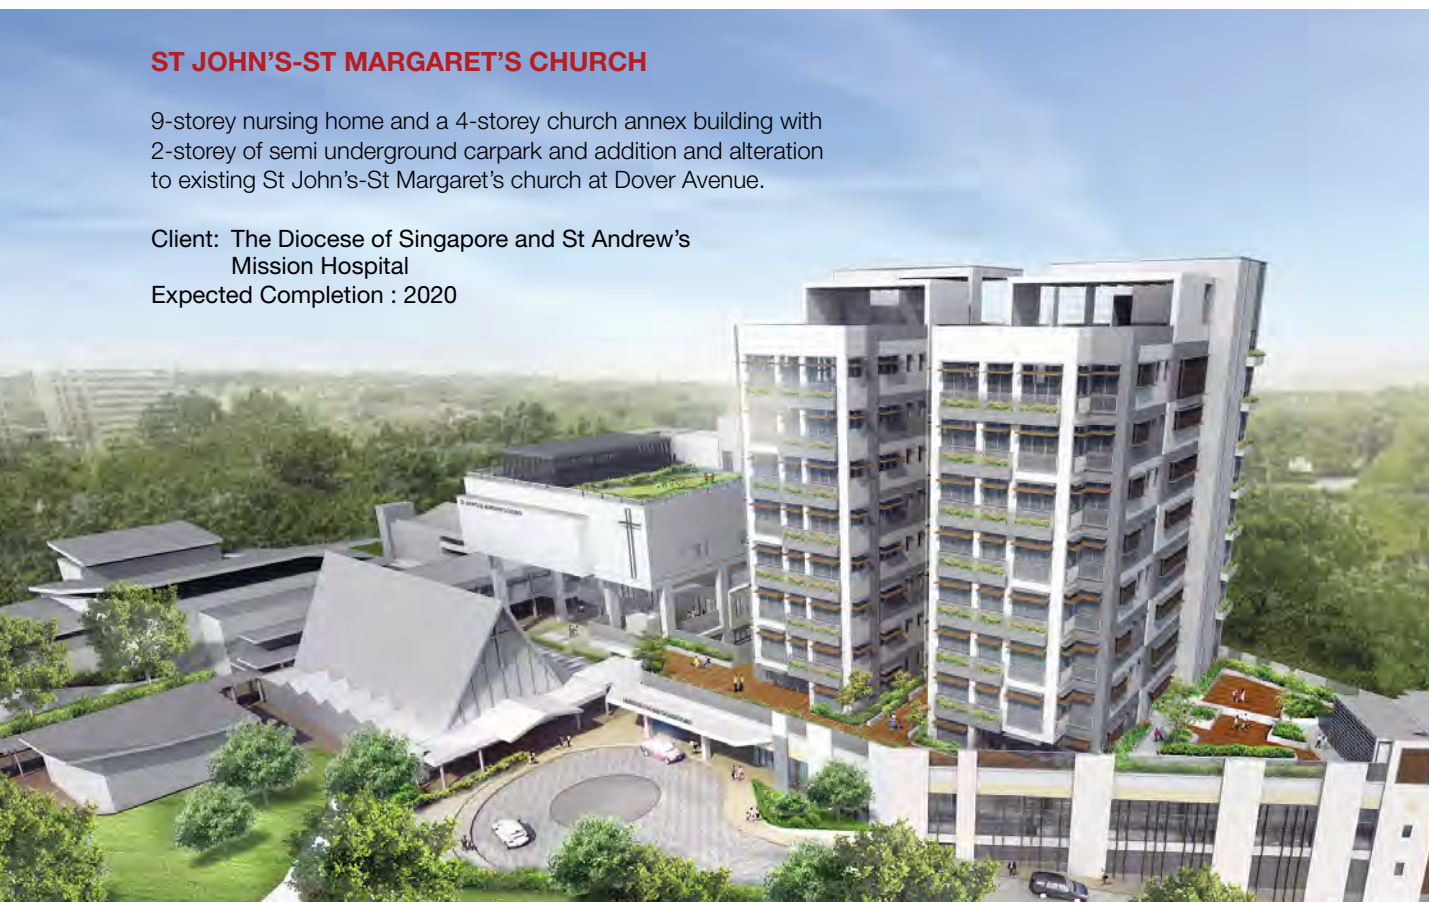 ST JOHN'S-ST MARGARET'S CHURCH
9-storey nursing home and a 4-storey church annex building with
2-storey of semi underground carpark and addition and alteration
to existing St John's-St Margaret's church at Dover Avenue.
Client: The Diocese of Singapore and St Andrew's
Mission Hospital
Expected Completion : 2020